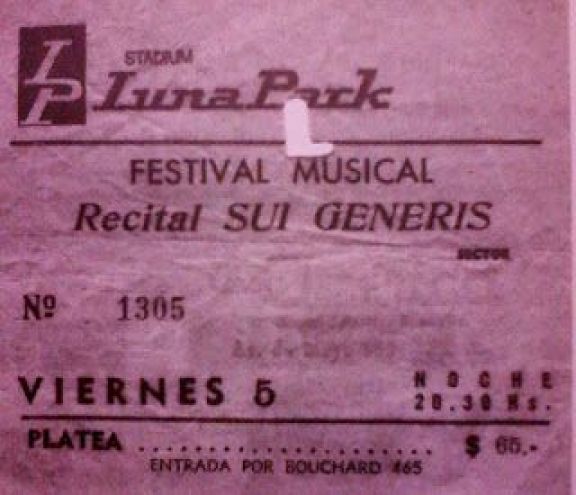 LP
STADIUM
Luna Park
L
FESTIVAL MUSICAL
Recital SUI GENERIS
SECTOR
Nº 1305
VIERNES 5
NOCHE
20.30 Hs.
PLATEA ..................... $ 65.-
ENTRADA POR BOUCHARD 465